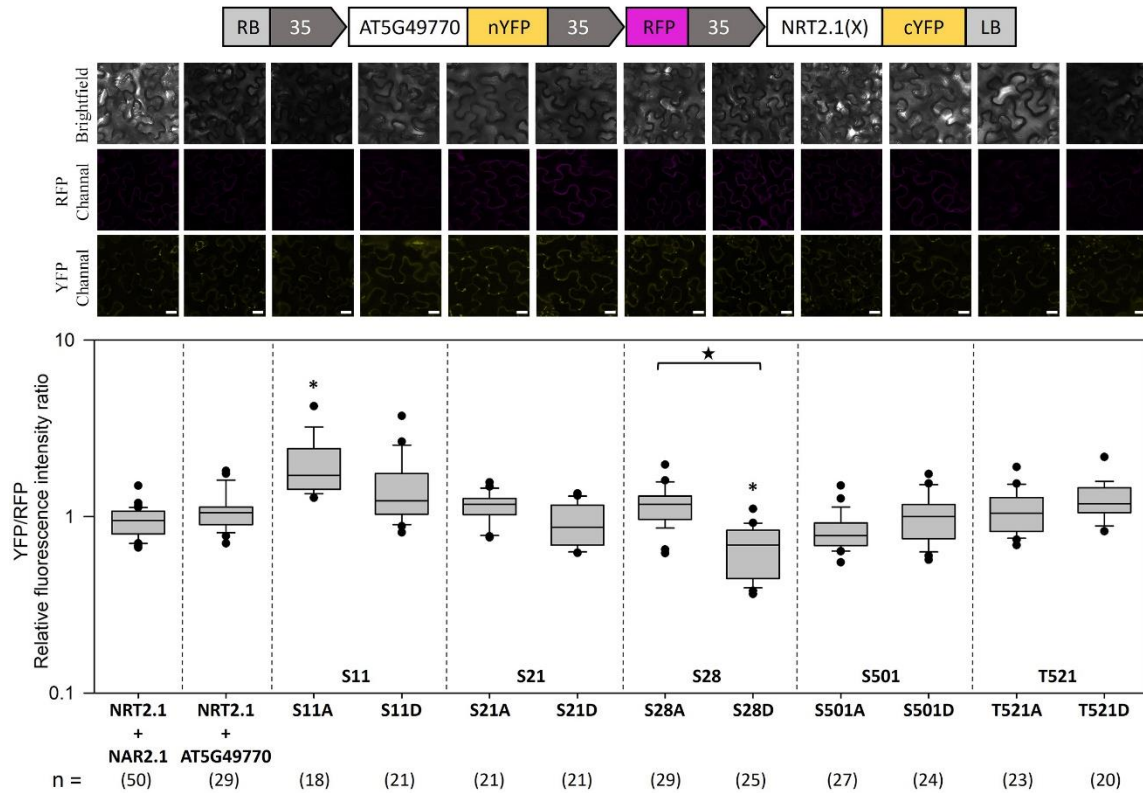 RB 35 AT5G49770 nYFP 35 RFP 35 NRT2.1(X) cYFP LB
Brightfield
RFP
Channal
YFP
Channal
YFP/RFP
Relative fluorescence intensity ratio
10
1
0.1
*
★
*
S11 S21 S28 S501 T521
NRT2.1 NRT2.1 S11A S11D S21A S21D S28A S28D S501A S501D T521A T521D
+ +
NAR2.1 AT5G49770
n = (50) (29) (18) (21) (21) (21) (29) (25) (27) (24) (23) (20)